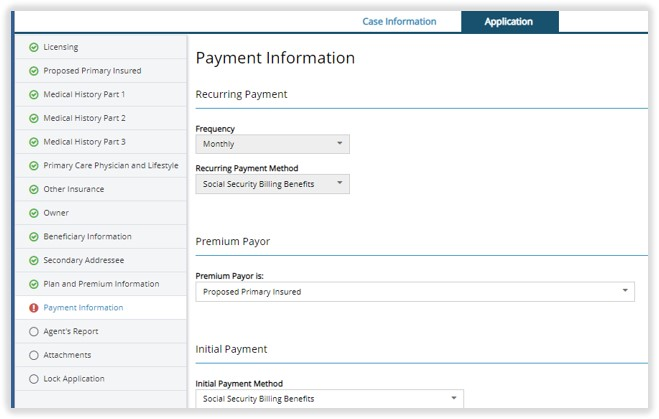 Case Information
Application
Licensing
Proposed Primary Insured
Medical History Part 1
Medical History Part 2
Medical History Part 3
Primary Care Physician and Lifestyle
Other Insurance
Owner
Beneficiary Information
Secondary Addressee
Plan and Premium Information
Payment Information
Agent's Report
Attachments
Lock Application
Payment Information
Recurring Payment
Frequency
Monthly
Recurring Payment Method
Social Security Billing Benefits
Premium Payor
Premium Payor is:
Proposed Primary Insured
Initial Payment
Initial Payment Method
Social Security Billing Benefits